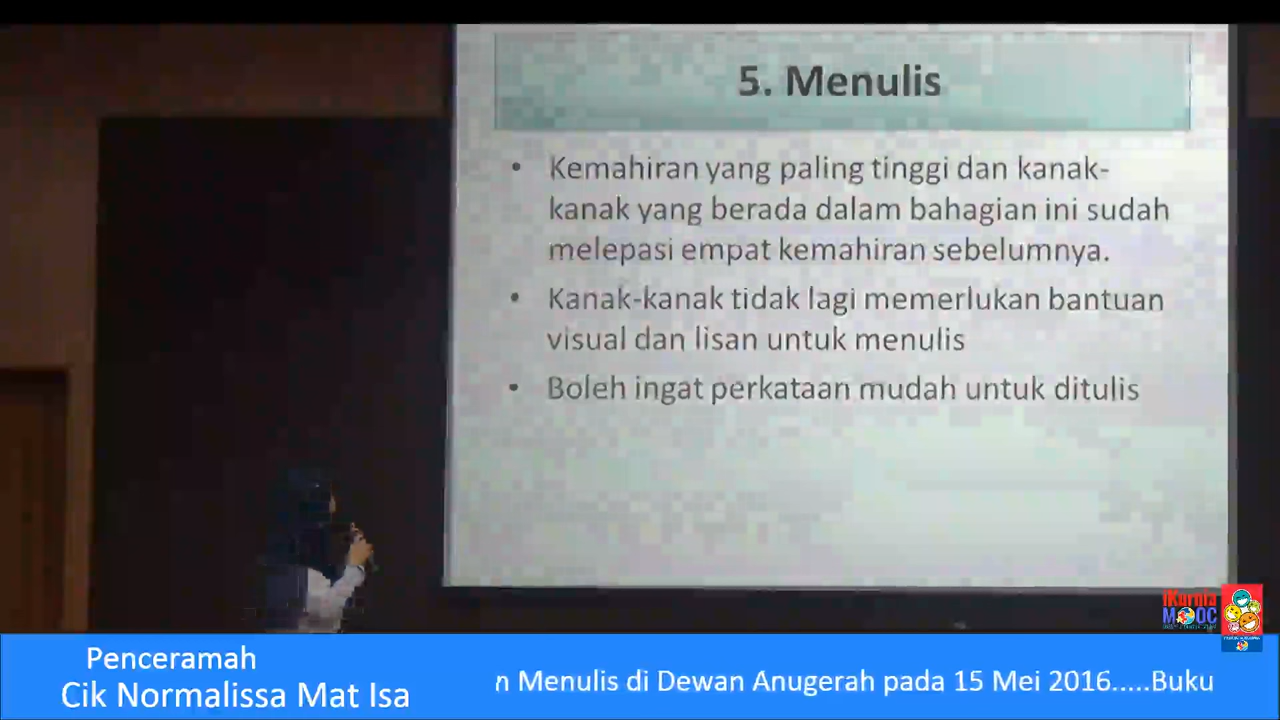 5. Menulis
• Kemahiran yang paling tinggi dan kanak-
kanak yang berada dalam bahagian ini sudah
melepasi empat kemahiran sebelumnya.
• Kanak-kanak tidak lagi memerlukan bantuan
visual dan lisan untuk menulis
• Boleh ingat perkataan mudah untuk ditulis
iKurnia
MOOC
Penceramah
Cik Normalissa Mat Isa
n Menulis di Dewan Anugerah pada 15 Mei 2016.....Buku